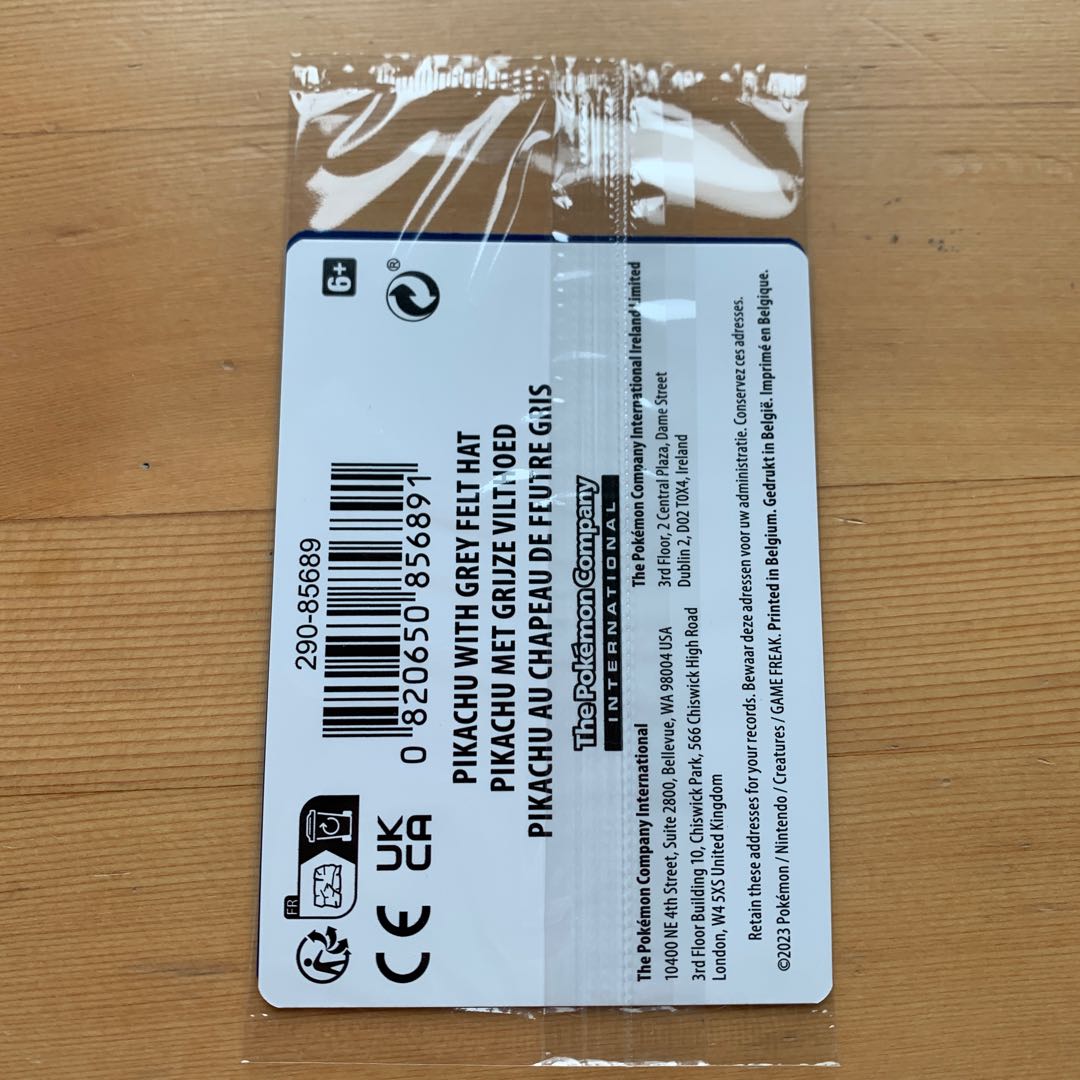 FR
CE
UK
CA
290-85689
0 820650 856891
6+
®
PIKACHU WITH GREY FELT HAT
PIKACHU MET GRIJZE VILTHOED
PIKACHU AU CHAPEAU DE FEUTRE GRIS
The Pokémon Company
INTERNATIONAL
The Pokémon Company International
10400 NE 4th Street, Suite 2800, Bellevue, WA 98004 USA
3rd Floor Building 10, Chiswick Park, 566 Chiswick High Road
London, W4 5XS United Kingdom
The Pokémon Company International Ireland Limited
3rd Floor, 2 Central Plaza, Dame Street
Dublin 2, D02 T0X4, Ireland
Retain these addresses for your records. Bewaar deze adressen voor uw administratie. Conservez ces adresses.
©2023 Pokémon / Nintendo / Creatures / GAME FREAK. Printed in Belgium. Gedrukt in België. Imprimé en Belgique.